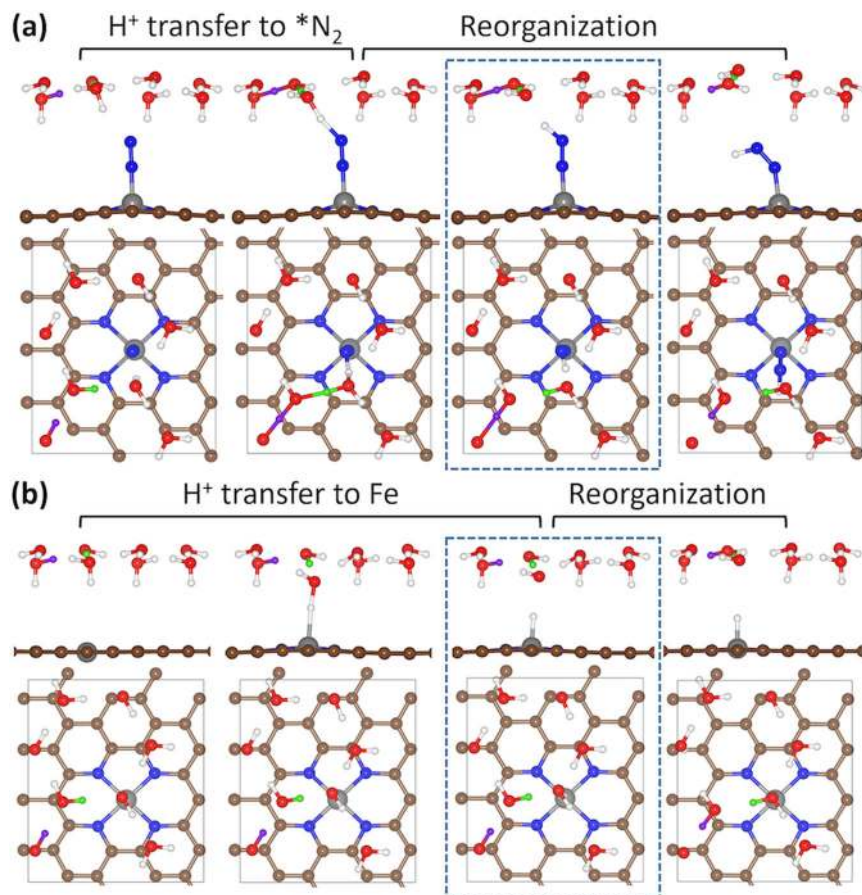 (a) H⁺ transfer to *N₂ Reorganization
(b) H⁺ transfer to Fe Reorganization